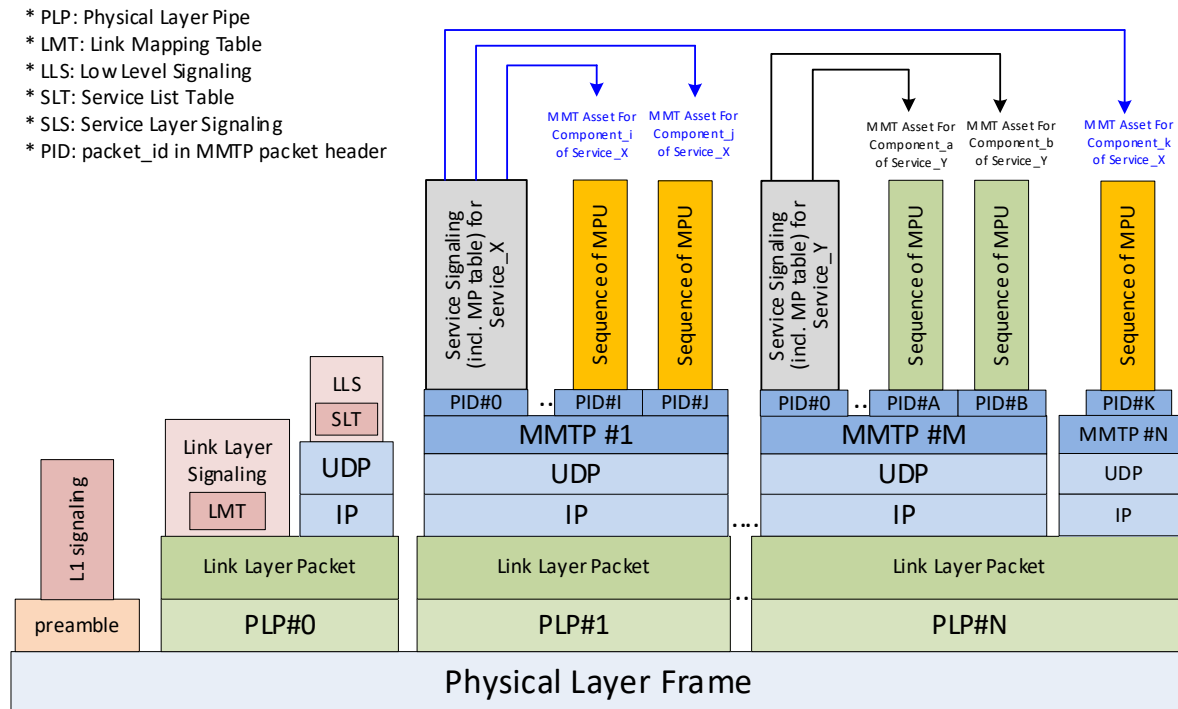 * PLP: Physical Layer Pipe
* LMT: Link Mapping Table
* LLS: Low Level Signaling
* SLT: Service List Table
* SLS: Service Layer Signaling
* PID: packet_id in MMTP packet header
MMT Asset For
Component_i
of Service_X
MMT Asset For
Component_j
of Service_X
MMT Asset For
Component_a
of Service_Y
MMT Asset For
Component_b
of Service_Y
MMT Asset For
Component_k
of Service_X
Service Signaling
(incl. MP table) for
Service_X
Sequence of MPU
Sequence of MPU
Service Signaling
(incl. MP table) for
Service_Y
Sequence of MPU
Sequence of MPU
Sequence of MPU
LLS
SLT
PID#0
..
PID#I
PID#J
PID#0
..
PID#A
PID#B
PID#K
Link Layer
Signaling
LMT
UDP
IP
MMTP #1
UDP
IP
MMTP #M
UDP
IP
MMTP #N
UDP
IP
.....
L1 signaling
Link Layer Packet
Link Layer Packet
Link Layer Packet
..
preamble
PLP#0
PLP#1
PLP#N
Physical Layer Frame